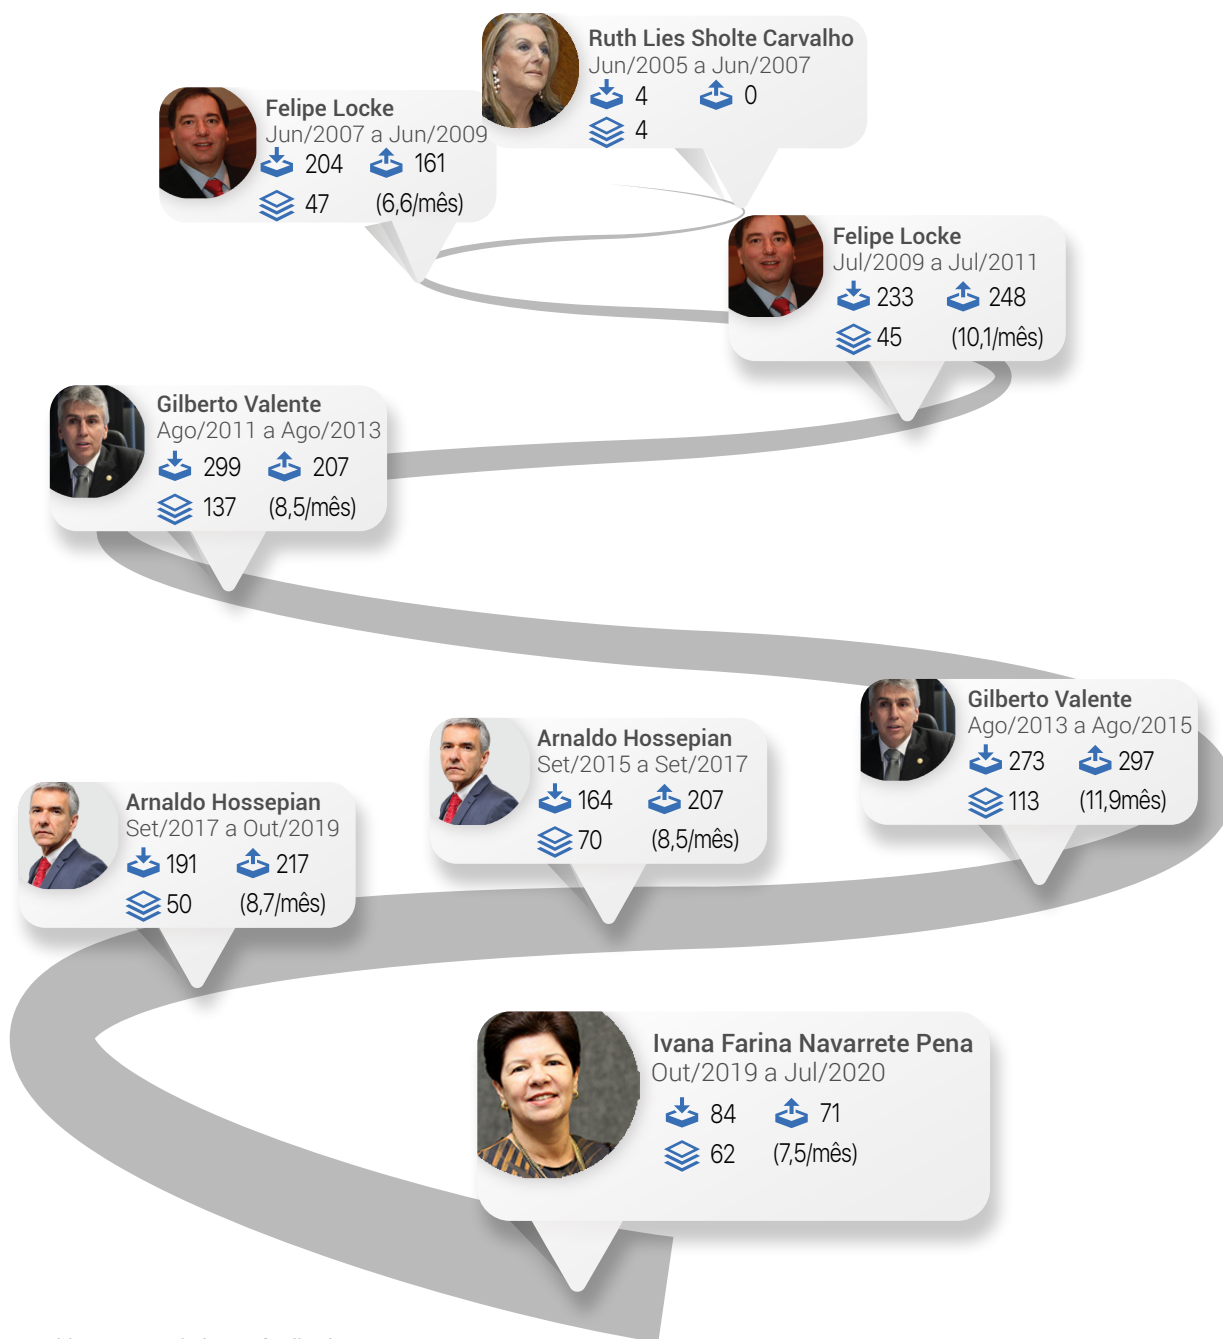 Ruth Lies Sholte Carvalho
Jun/2005 a Jun/2007
4 0
4
Felipe Locke
Jun/2007 a Jun/2009
204 161
47 (6,6/mês)
Felipe Locke
Jul/2009 a Jul/2011
233 248
45 (10,1/mês)
Gilberto Valente
Ago/2011 a Ago/2013
299 207
137 (8,5/mês)
Gilberto Valente
Ago/2013 a Ago/2015
273 297
113 (11,9mês)
Arnaldo Hossepian
Set/2015 a Set/2017
164 207
70 (8,5/mês)
Arnaldo Hossepian
Set/2017 a Out/2019
191 217
50 (8,7/mês)
Ivana Farina Navarrete Pena
Out/2019 a Jul/2020
84 71
62 (7,5/mês)